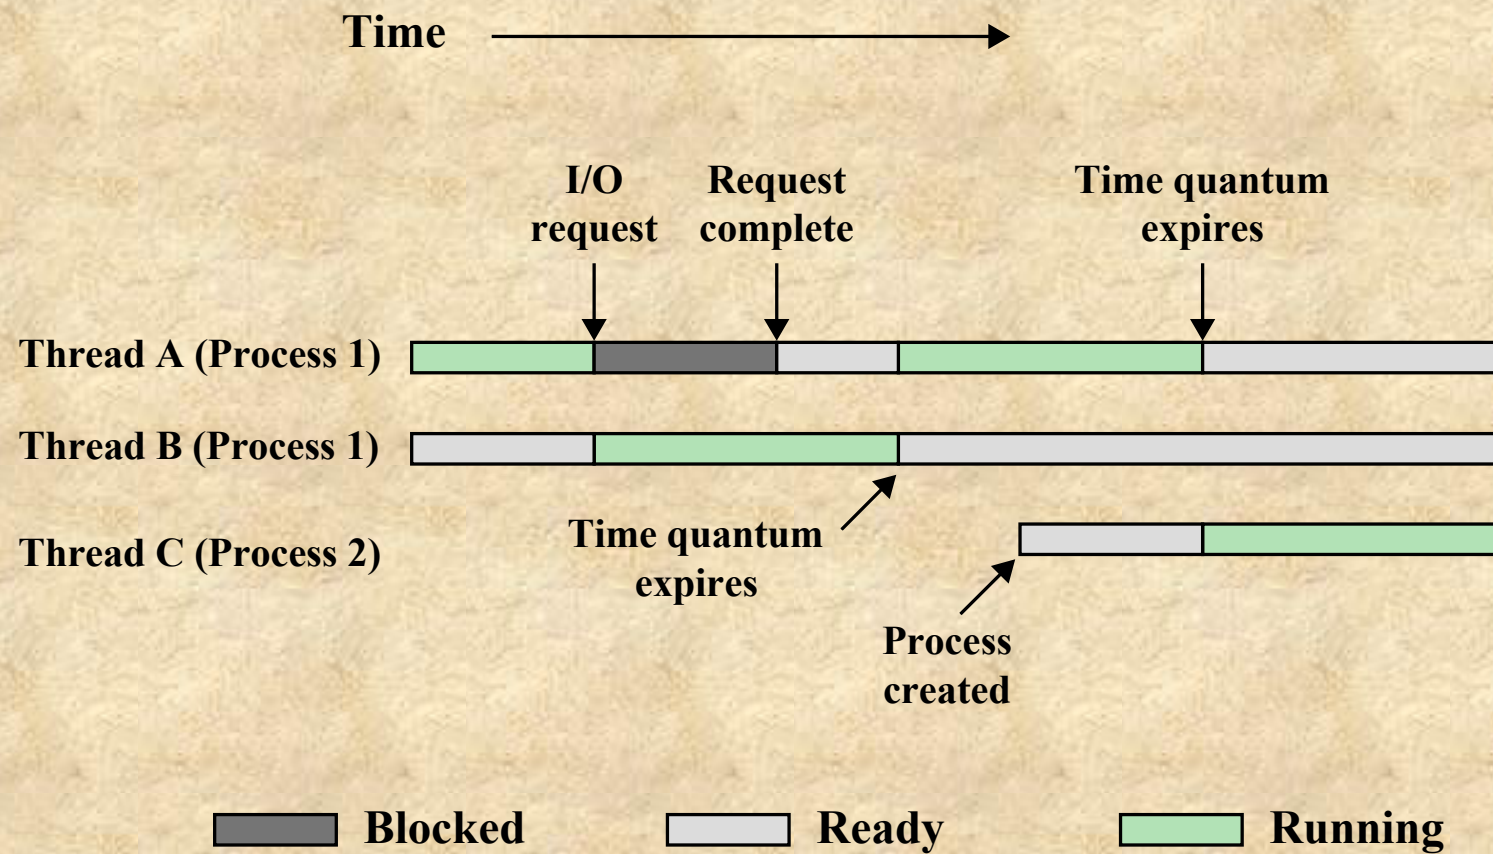 Time
I/O
request
Request
complete
Time quantum
expires
Thread A (Process 1)
Thread B (Process 1)
Thread C (Process 2)
Time quantum
expires
Process
created
Blocked
Ready
Running